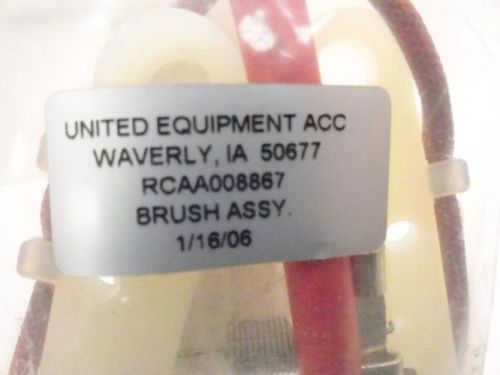 UNITED EQUIPMENT ACC
WAVERLY, IA 50677
RCAA008867
BRUSH ASSY.
1/16/06